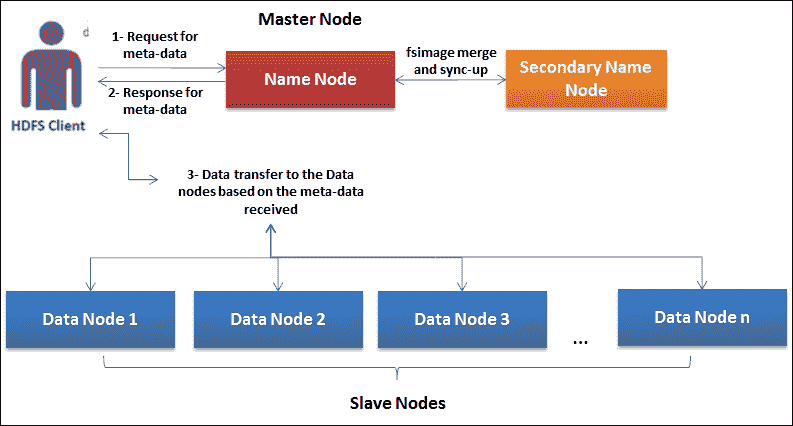 Master Node
d
1- Request for
meta-data
2- Response for
meta-data
HDFS Client
Name Node
fsimage merge
and sync-up
Secondary Name
Node
3- Data transfer to the Data
nodes based on the meta-data
received
Data Node 1
Data Node 2
Data Node 3
...
Data Node n
Slave Nodes